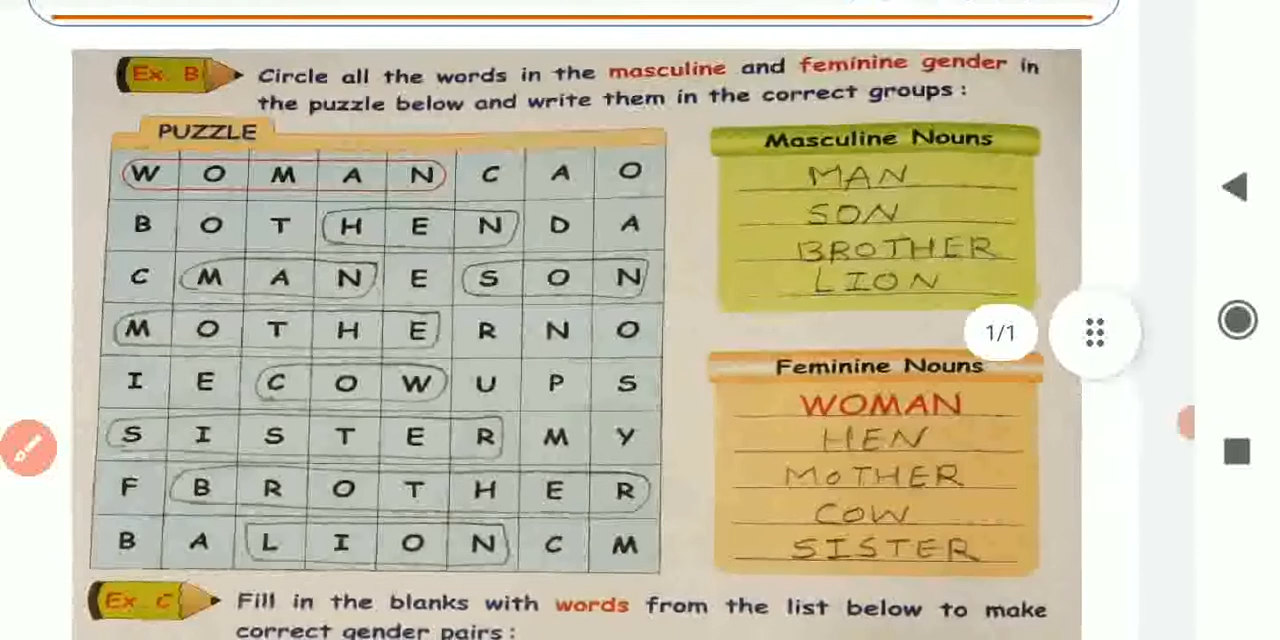 Ex. B Circle all the words in the masculine and feminine gender in
the puzzle below and write them in the correct groups :
PUZZLE
W O M A N C A O
B O T H E N D A
C M A N E S O N
M O T H E R N O
I E C O W U P S
S I S T E R M Y
F B R O T H E R
B A L I O N C M
Masculine Nouns
MAN
SON
BROTHER
LION
1/1
Feminine Nouns
WOMAN
HEN
MOTHER
COW
SISTER
Ex. C Fill in the blanks with words from the list below to make
correct gender pairs :